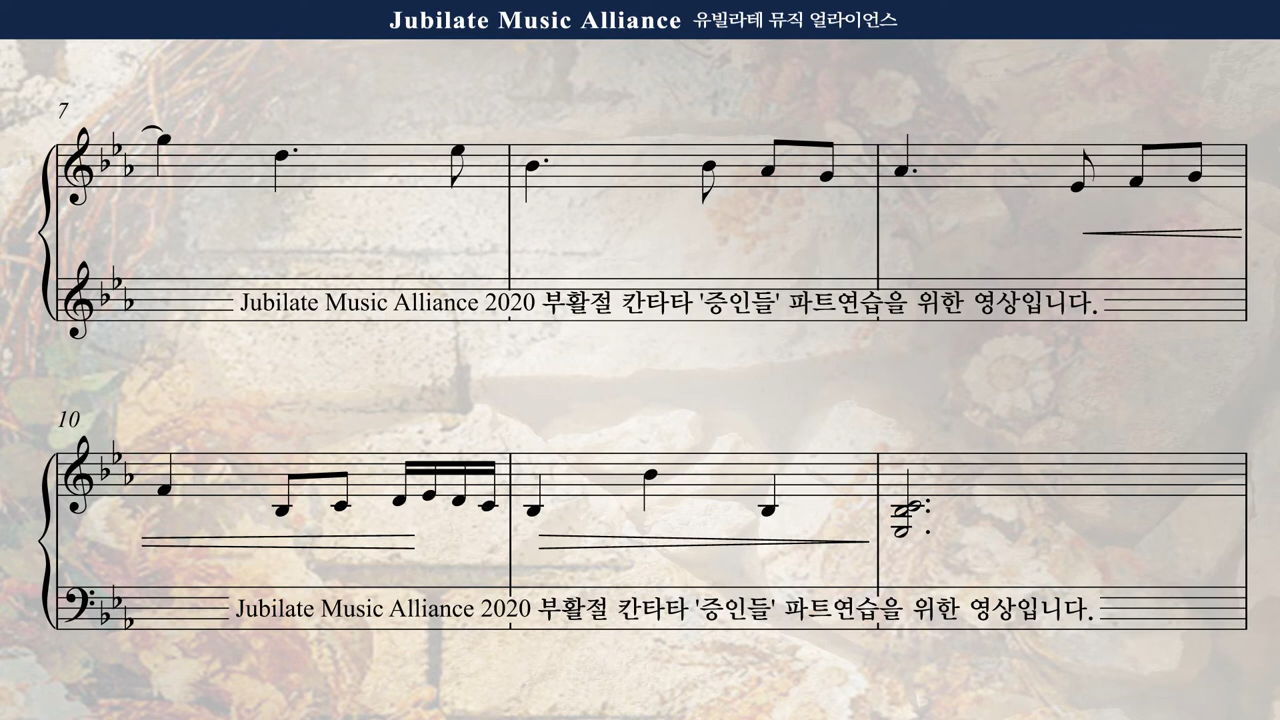 Jubilate Music Alliance 유빌라테 뮤직 얼라이언스
7
Jubilate Music Alliance 2020 부활절 칸타타 '증인들' 파트연습을 위한 영상입니다.
10
Jubilate Music Alliance 2020 부활절 칸타타 '증인들' 파트연습을 위한 영상입니다.